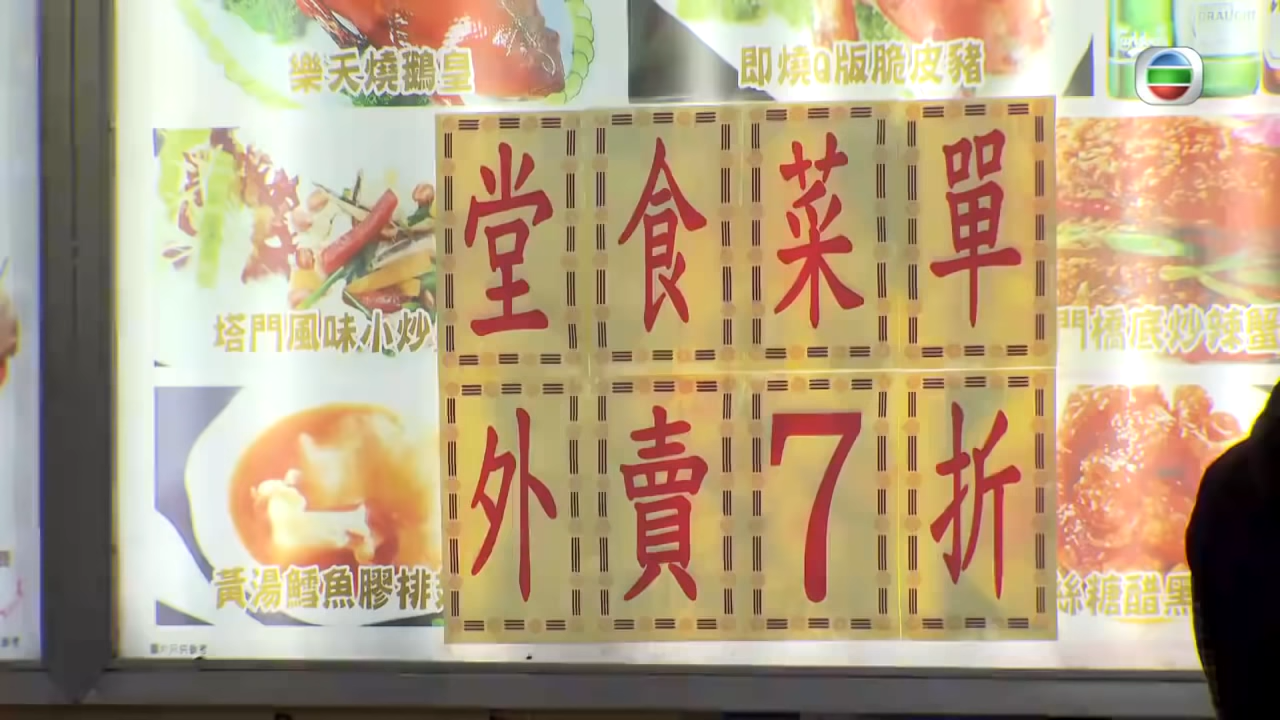 樂天燒鵝皇
即燒Q版脆皮豬
塔門風味小炒
門橋底炒辣蟹
堂食菜單
外賣7折
黃湯鱈魚膠排
絲糖醋黑